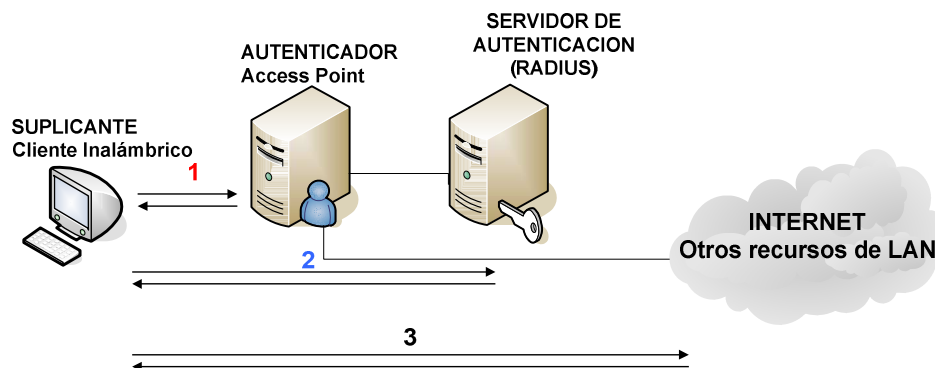 SERVIDOR DE
AUTENTICACION
(RADIUS)
AUTENTICADOR
Access Point
SUPLICANTE
Cliente Inalámbrico
1
INTERNET
Otros recursos de LAN
2
3